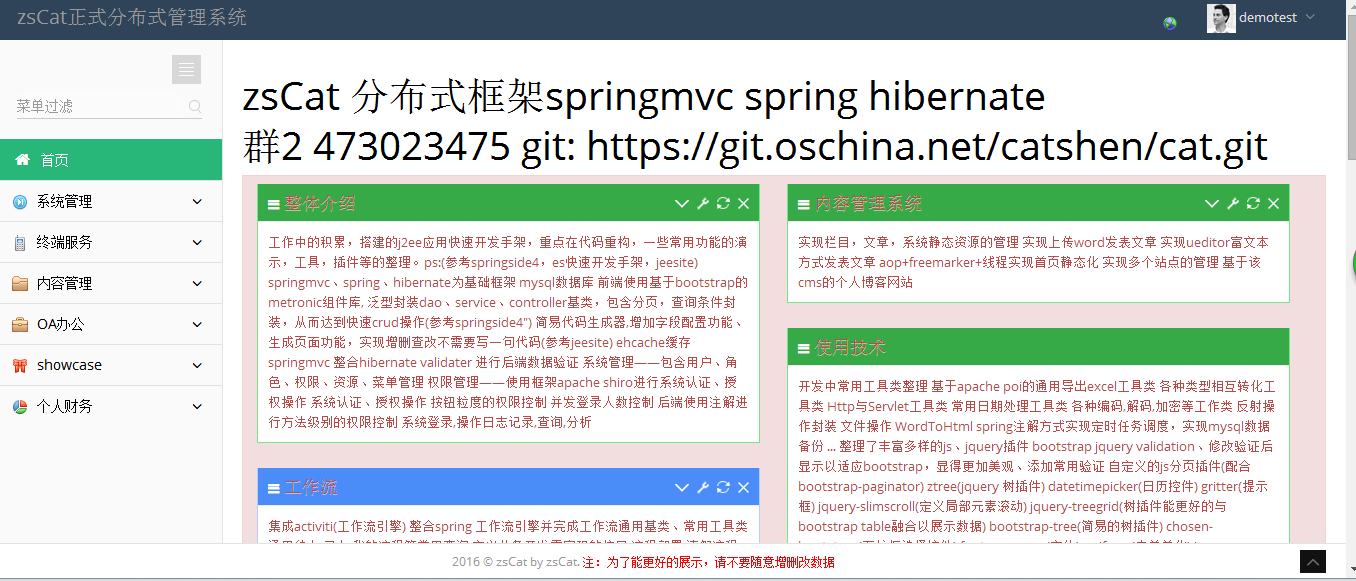 zsCat正式分布式管理系统
demotest
菜单过滤
首页
系统管理
终端服务
内容管理
OA办公
showcase
个人财务
zsCat 分布式框架springmvc spring hibernate
群2 473023475 git: https://git.oschina.net/catshen/cat.git
整体介绍
工作中的积累，搭建的j2ee应用快速开发手架，重点在代码重构，一些常用功能的演
示，工具，插件等的整理。ps:(参考springside4，es快速开发手架，jeesite)
springmvc、spring、hibernate为基础框架 mysql数据库 前端使用基于bootstrap的
metronic组件库, 泛型封装dao、service、controller基类，包含分页，查询条件封
装，从而达到快速crud操作(参考springside4") 简易代码生成器,增加字段配置功能、
生成页面功能，实现增删查改不需要写一句代码(参考jeesite) ehcache缓存
springmvc 整合hibernate validater 进行后端数据验证 系统管理——包含用户、角
色、权限、资源、菜单管理 权限管理——使用框架apache shiro进行系统认证、授
权操作 系统认证、授权操作 按钮粒度的权限控制 并发登录人数控制 后端使用注解进
行方法级别的权限控制 系统登录,操作日志记录,查询,分析
工作流
集成activiti(工作流引擎) 整合spring 工作流引擎并完成工作流通用基类、常用工具类
内容管理系统
实现栏目，文章，系统静态资源的管理 实现上传word发表文章 实现ueditor富文本
方式发表文章 aop+freemarker+线程实现首页静态化 实现多个站点的管理 基于该
cms的个人博客网站
使用技术
开发中常用工具类整理 基于apache poi的通用导出excel工具类 各种类型相互转化工
具类 Http与Servlet工具类 常用日期处理工具类 各种编码,解码,加密等工作类 反射操
作封装 文件操作 WordToHtml spring注解方式实现定时任务调度，实现mysql数据
备份 ... 整理了丰富多样的js、jquery插件 bootstrap jquery validation、修改验证后
显示以适应bootstrap，显得更加美观、添加常用验证 自定义的js分页插件(配合
bootstrap-paginator) ztree(jquery 树插件) datetimepicker(日历控件) gritter(提示
框) jquery-slimscroll(定义局部元素滚动) jquery-treegrid(树插件能更好的与
bootstrap table融合以展示数据) bootstrap-tree(简易的树插件) chosen-
2016 © zsCat by zsCat. 注：为了能更好的展示，请不要随意增删改数据